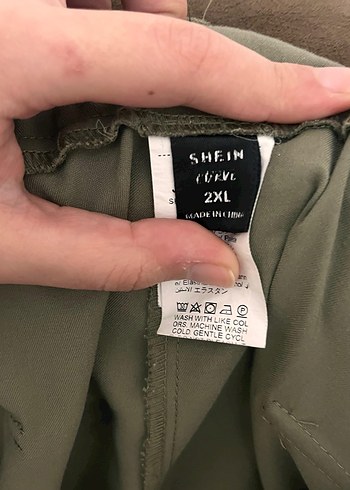 SHEIN
CURVE
2XL
MADE IN CHINA
エラスタン
WASH WITH LIKE COL
ORS. MACHINE WASH
COLD GENTLE CYCL